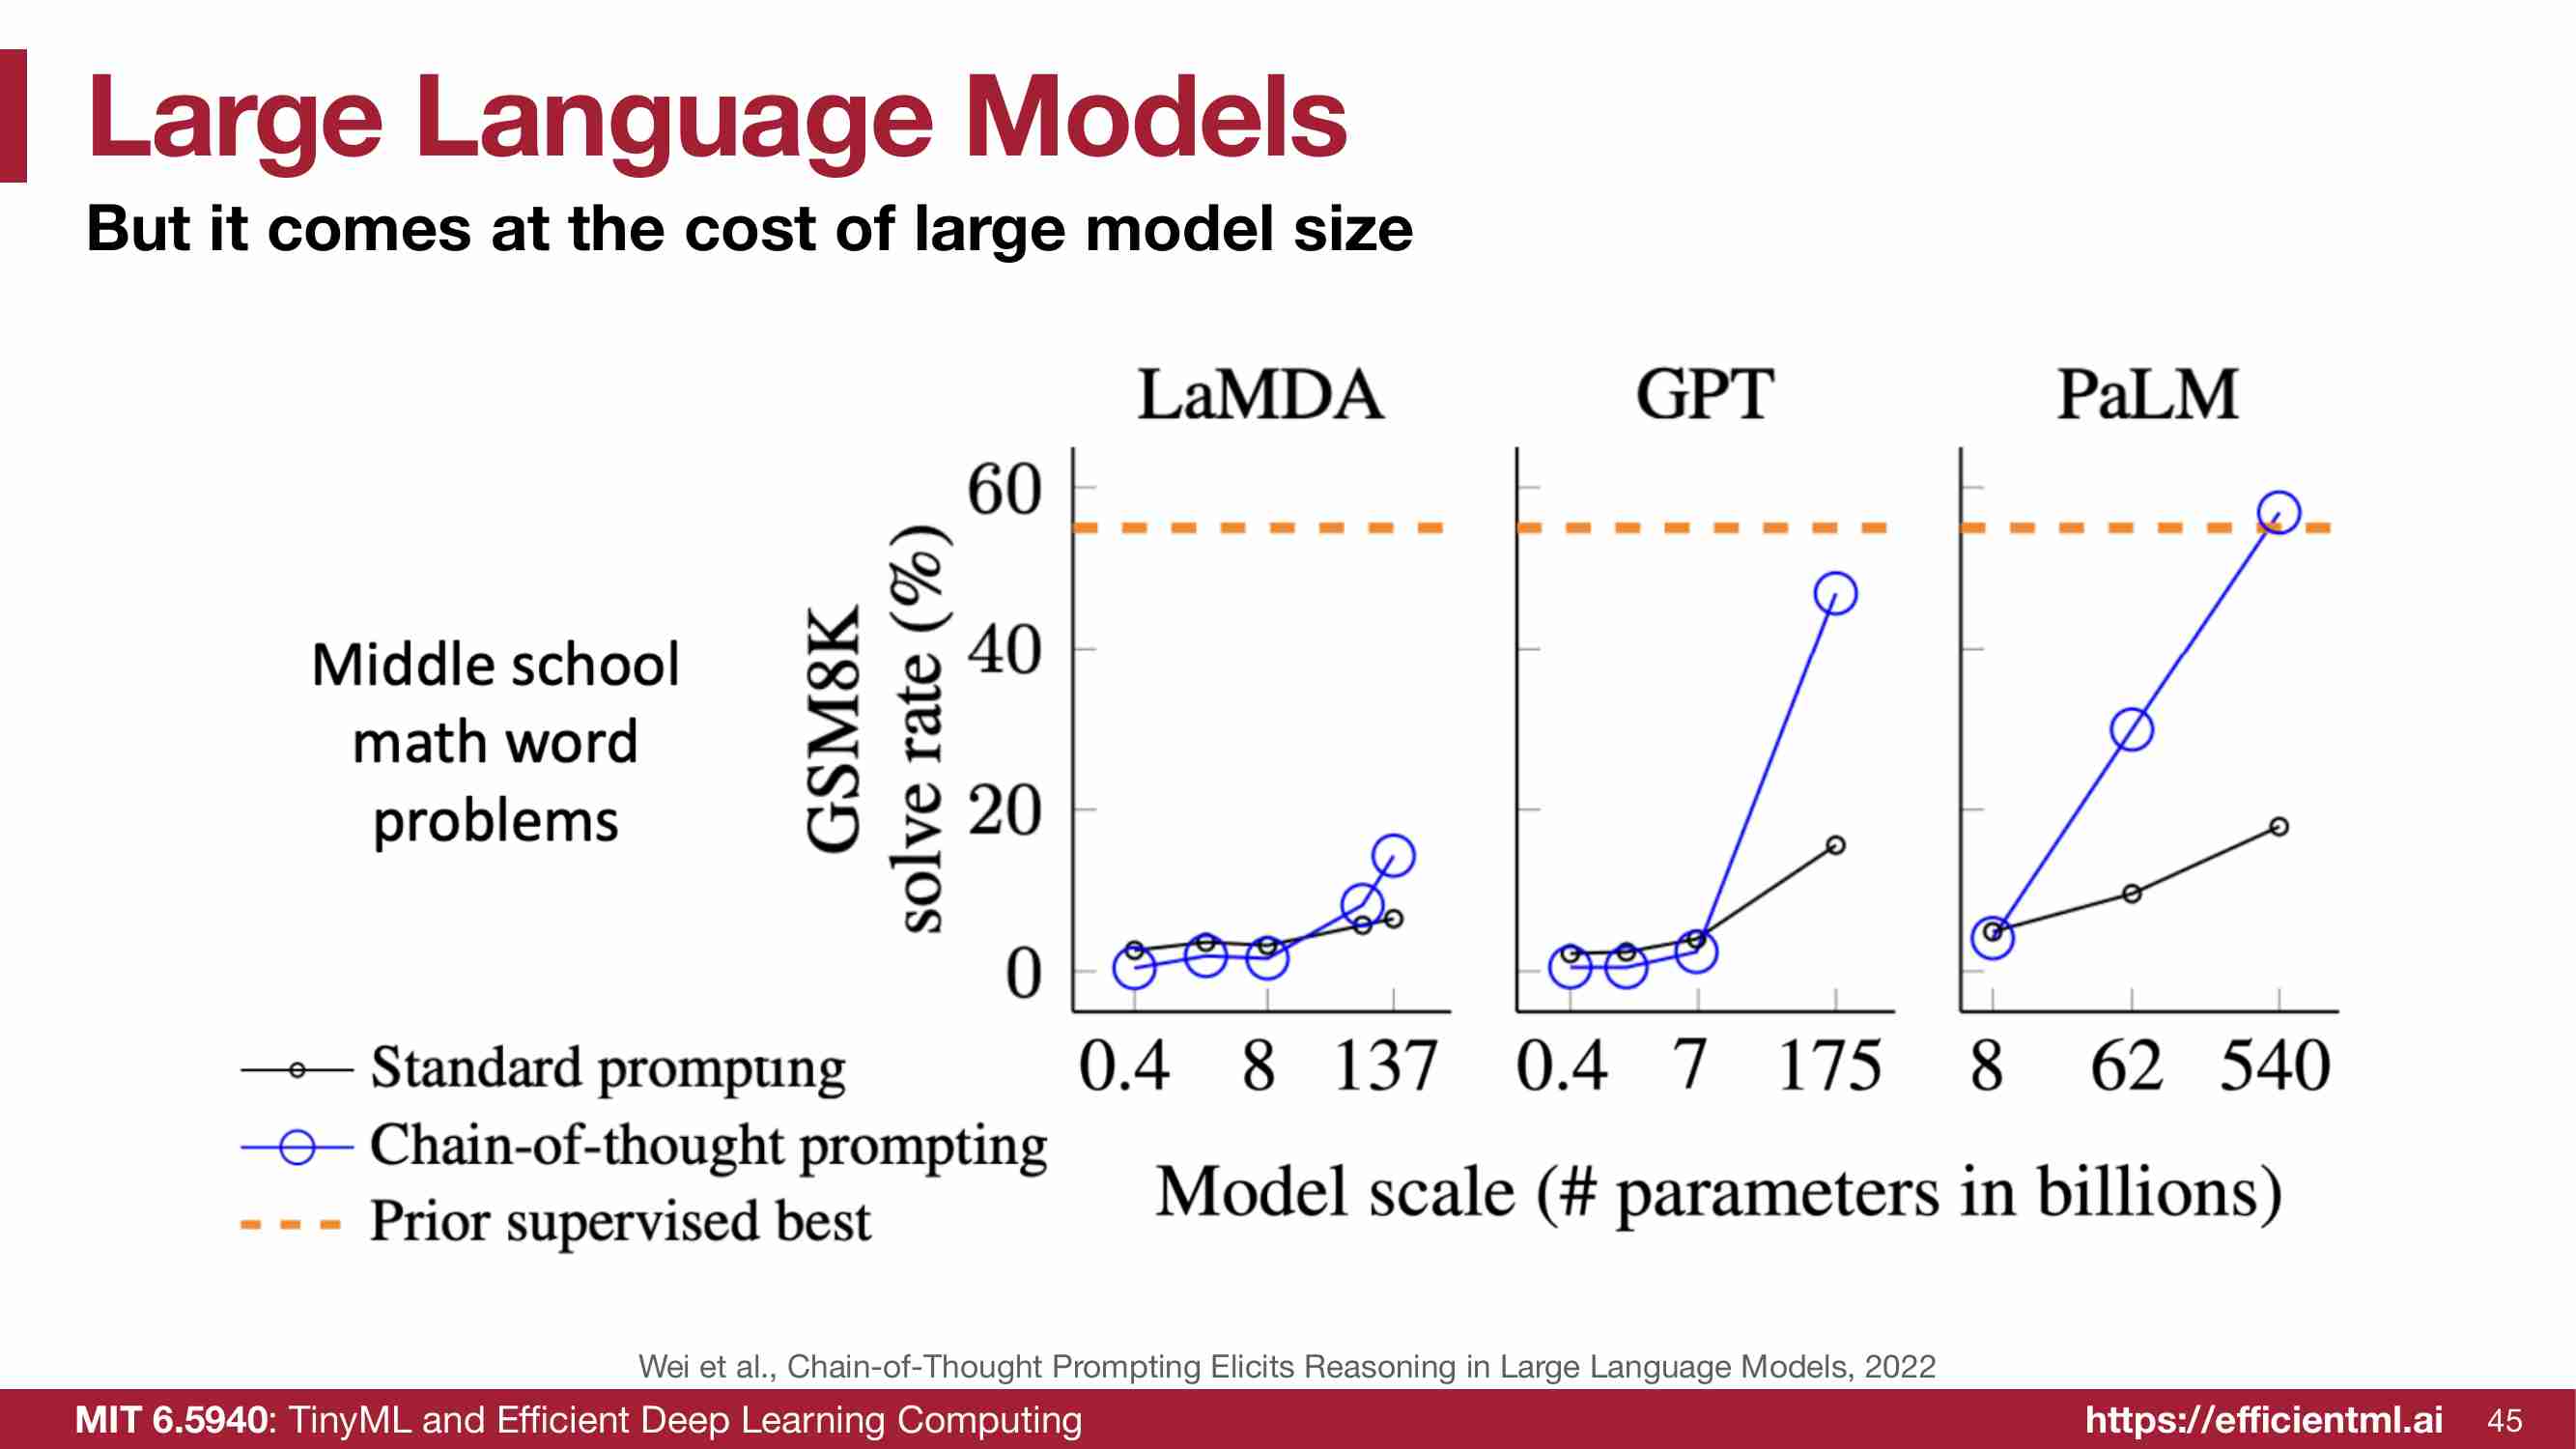 Large Language Models
But it comes at the cost of large model size
Middle school
math word
problems
GSM8K
solve rate (%)
LaMDA
GPT
PaLM
60
40
20
0
0.4 8 137
0.4 7 175
8 62 540
Model scale (# parameters in billions)
Standard prompting
Chain-of-thought prompting
Prior supervised best
Wei et al., Chain-of-Thought Prompting Elicits Reasoning in Large Language Models, 2022
MIT 6.5940: TinyML and Efficient Deep Learning Computing
https://efficientml.ai
45